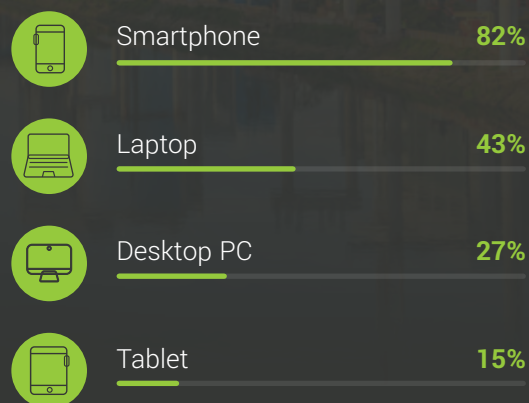 Smartphone 82%
Laptop 43%
Desktop PC 27%
Tablet 15%